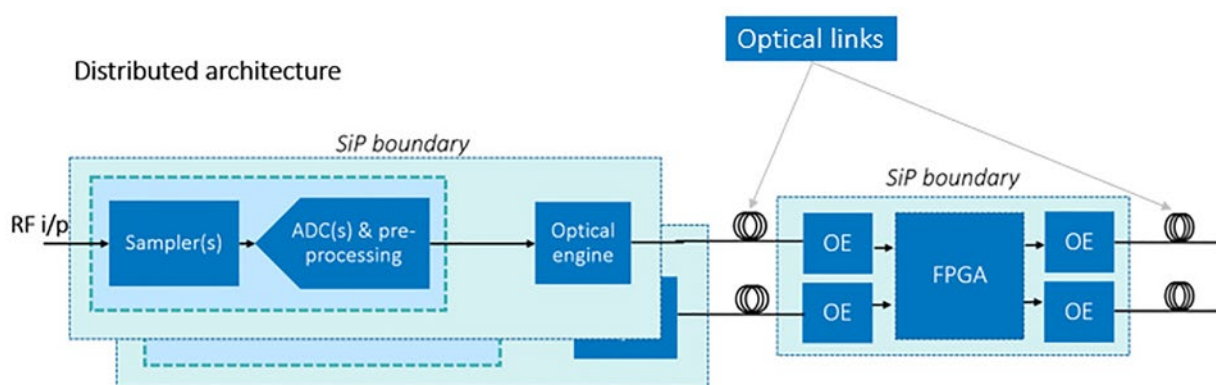 Optical links
Distributed architecture
SiP boundary
SiP boundary
RF i/p
Sampler(s)
ADC(s) & pre-
processing
Optical
engine
OE
FPGA
OE
OE
OE